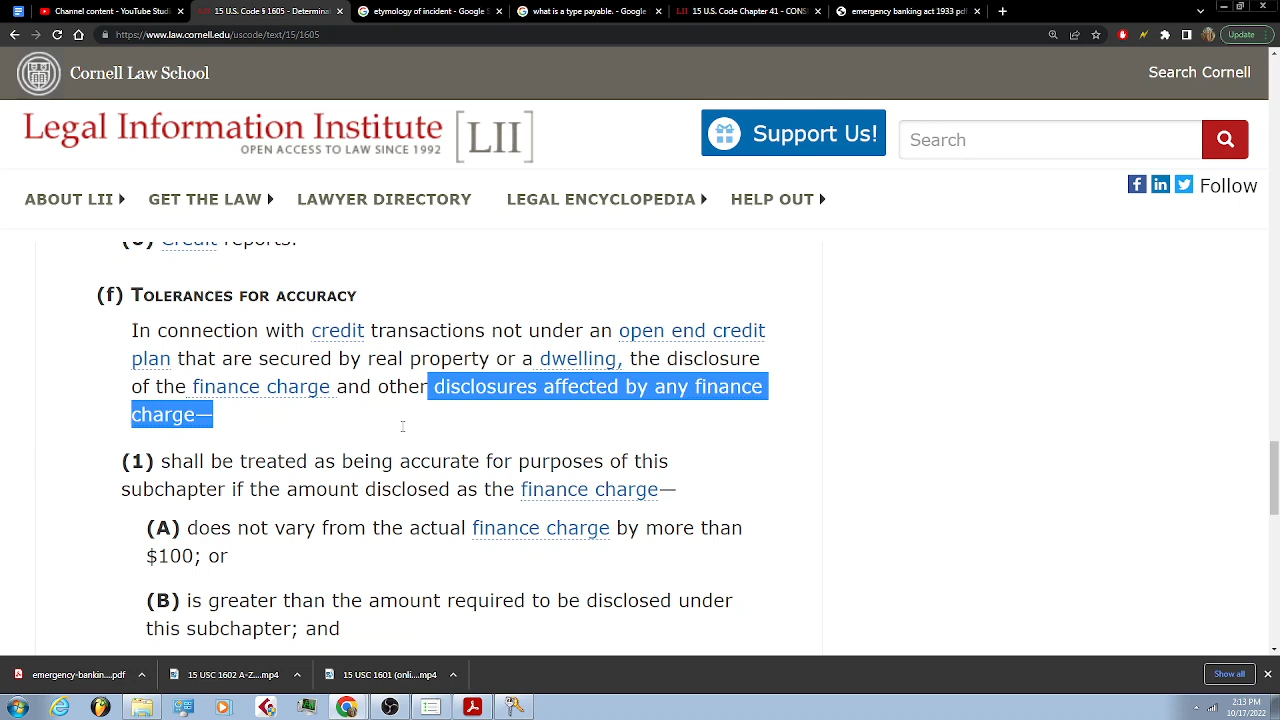 YouTube - Channel content - YouTube Studi
15 U.S. Code § 1605 - Determinat
etymology of incident - Google S
what is a type payable. - Google
15 U.S. Code Chapter 41 - CONS
emergency banking act 1933 pdf
https://www.law.cornell.edu/uscode/text/15/1605
Update
Cornell Law School
Search Cornell
Legal Information Institute [LII]
OPEN ACCESS TO LAW SINCE 1992
Support Us!
Search
ABOUT LII
GET THE LAW
LAWYER DIRECTORY
LEGAL ENCYCLOPEDIA
HELP OUT
Follow
Credit reports.
(f) TOLERANCES FOR ACCURACY
In connection with credit transactions not under an open end credit
plan that are secured by real property or a dwelling, the disclosure
of the finance charge and other disclosures affected by any finance
charge—
(1) shall be treated as being accurate for purposes of this
subchapter if the amount disclosed as the finance charge—
(A) does not vary from the actual finance charge by more than
$100; or
(B) is greater than the amount required to be disclosed under
this subchapter; and
emergency-bankin....pdf
15 USC 1602 A-Z....mp4
15 USC 1601 (onli....mp4
Show all
2:13 PM
10/17/2022